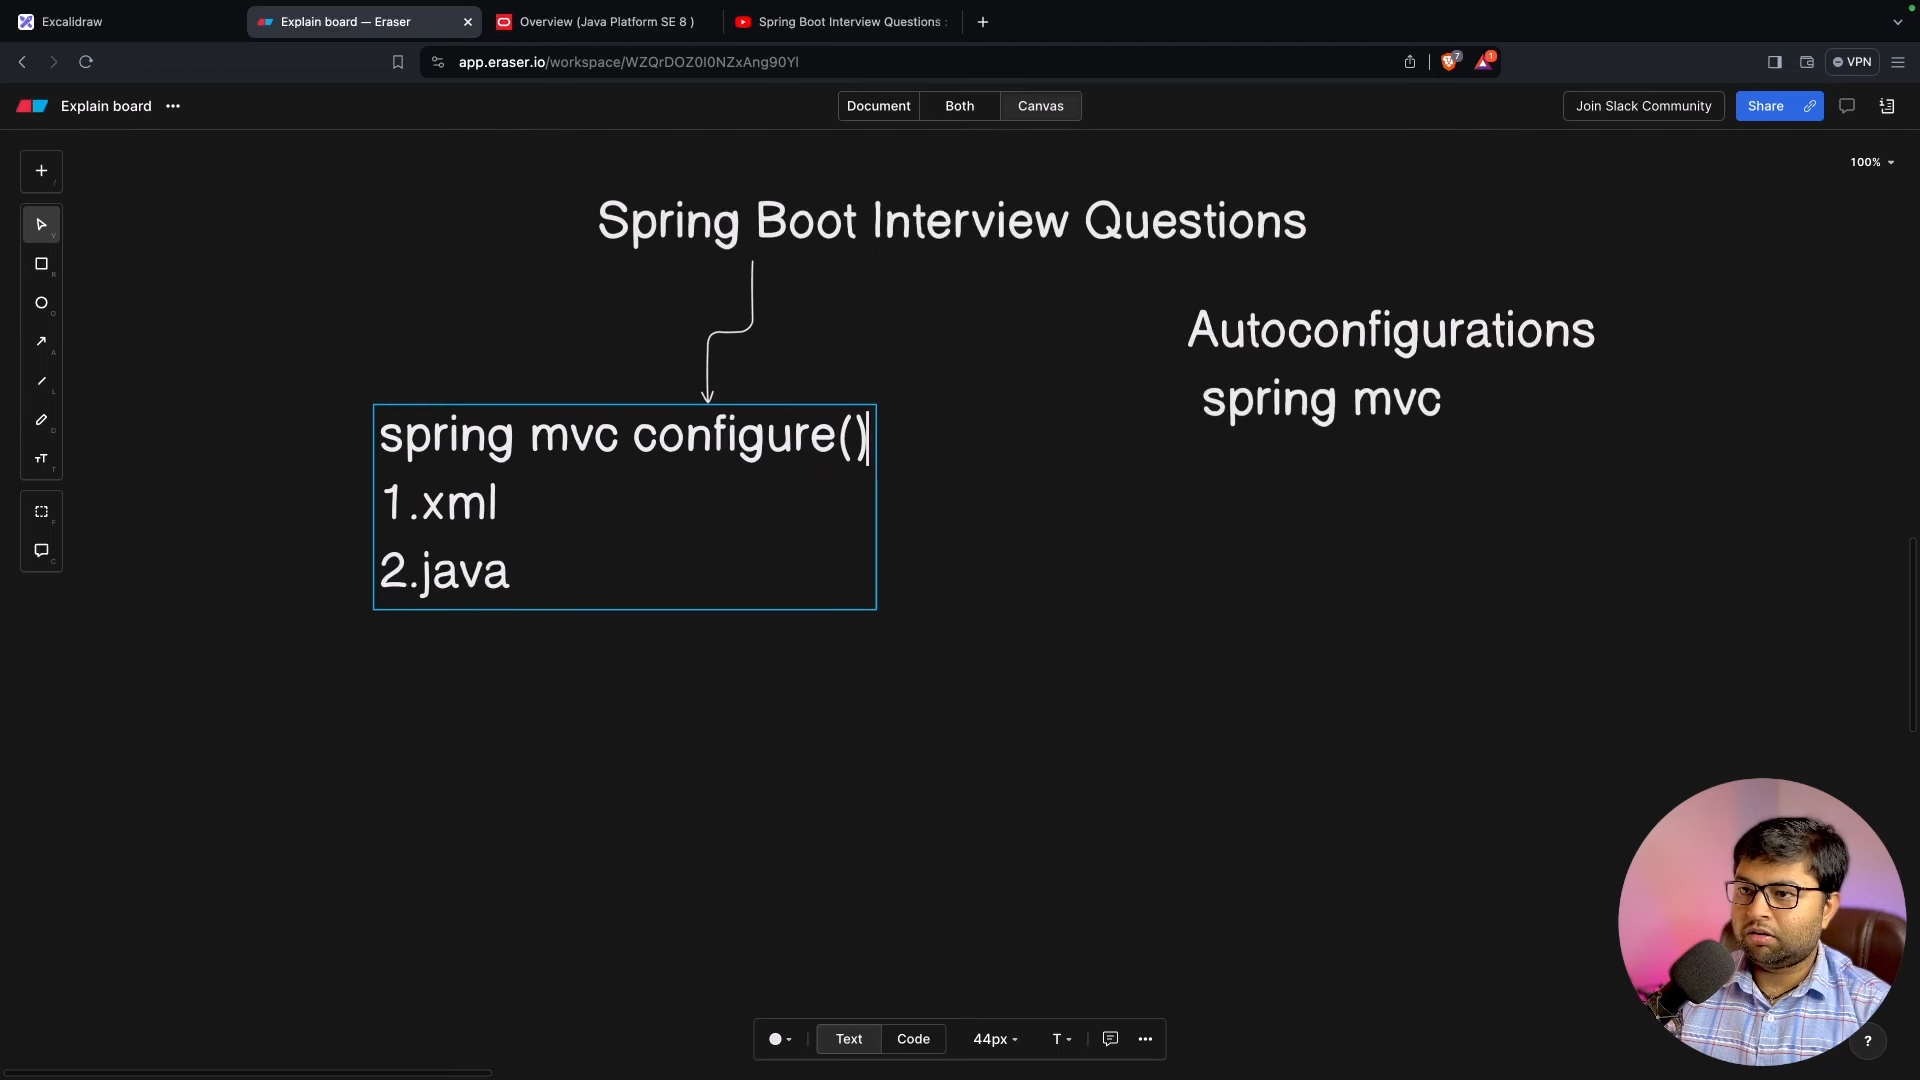 Excalidraw
Explain board — Eraser
Overview (Java Platform SE 8 )
Spring Boot Interview Questions :
app.eraser.io/workspace/WZQrDOZ0I0NZxAng90YI
7
1
VPN
Explain board
Document
Both
Canvas
Join Slack Community
Share
100%
Spring Boot Interview Questions
Autoconfigurations
spring mvc
spring mvc configure()
1.xml
2.java
V
R
O
A
L
D
T
F
C
Text
Code
44px
T
?